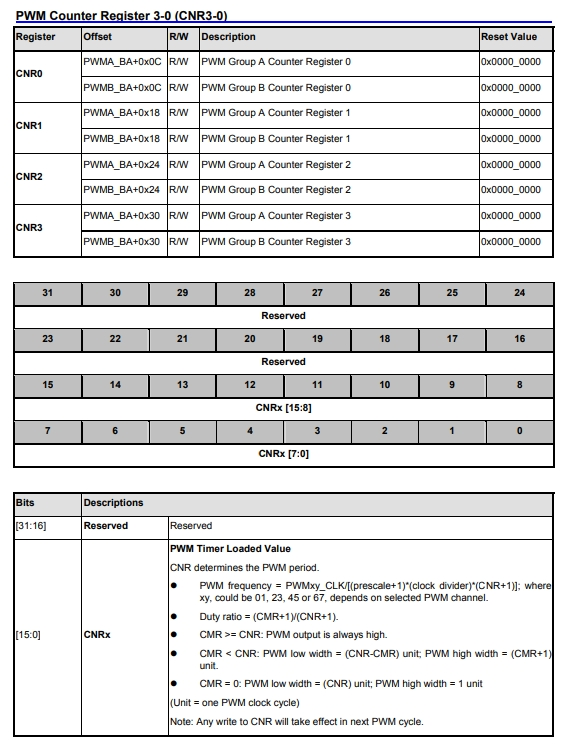 PWM Counter Register 3-0 (CNR3-0)
Register Offset R/W Description Reset Value
CNR0 PWMA_BA+0x0C R/W PWM Group A Counter Register 0 0x0000_0000
PWMB_BA+0x0C R/W PWM Group B Counter Register 0 0x0000_0000
CNR1 PWMA_BA+0x18 R/W PWM Group A Counter Register 1 0x0000_0000
PWMB_BA+0x18 R/W PWM Group B Counter Register 1 0x0000_0000
CNR2 PWMA_BA+0x24 R/W PWM Group A Counter Register 2 0x0000_0000
PWMB_BA+0x24 R/W PWM Group B Counter Register 2 0x0000_0000
CNR3 PWMA_BA+0x30 R/W PWM Group A Counter Register 3 0x0000_0000
PWMB_BA+0x30 R/W PWM Group B Counter Register 3 0x0000_0000
31 30 29 28 27 26 25 24
Reserved
23 22 21 20 19 18 17 16
Reserved
15 14 13 12 11 10 9 8
CNRx [15:8]
7 6 5 4 3 2 1 0
CNRx [7:0]
Bits Descriptions
[31:16] Reserved Reserved
[15:0] CNRx PWM Timer Loaded Value
CNR determines the PWM period.
● PWM frequency = PWMxy_CLK/[(prescale+1)*(clock divider)*(CNR+1)]; where
xy, could be 01, 23, 45 or 67, depends on selected PWM channel.
● Duty ratio = (CMR+1)/(CNR+1).
● CMR >= CNR: PWM output is always high.
● CMR < CNR: PWM low width = (CNR-CMR) unit; PWM high width = (CMR+1)
unit.
● CMR = 0: PWM low width = (CNR) unit; PWM high width = 1 unit
(Unit = one PWM clock cycle)
Note: Any write to CNR will take effect in next PWM cycle.